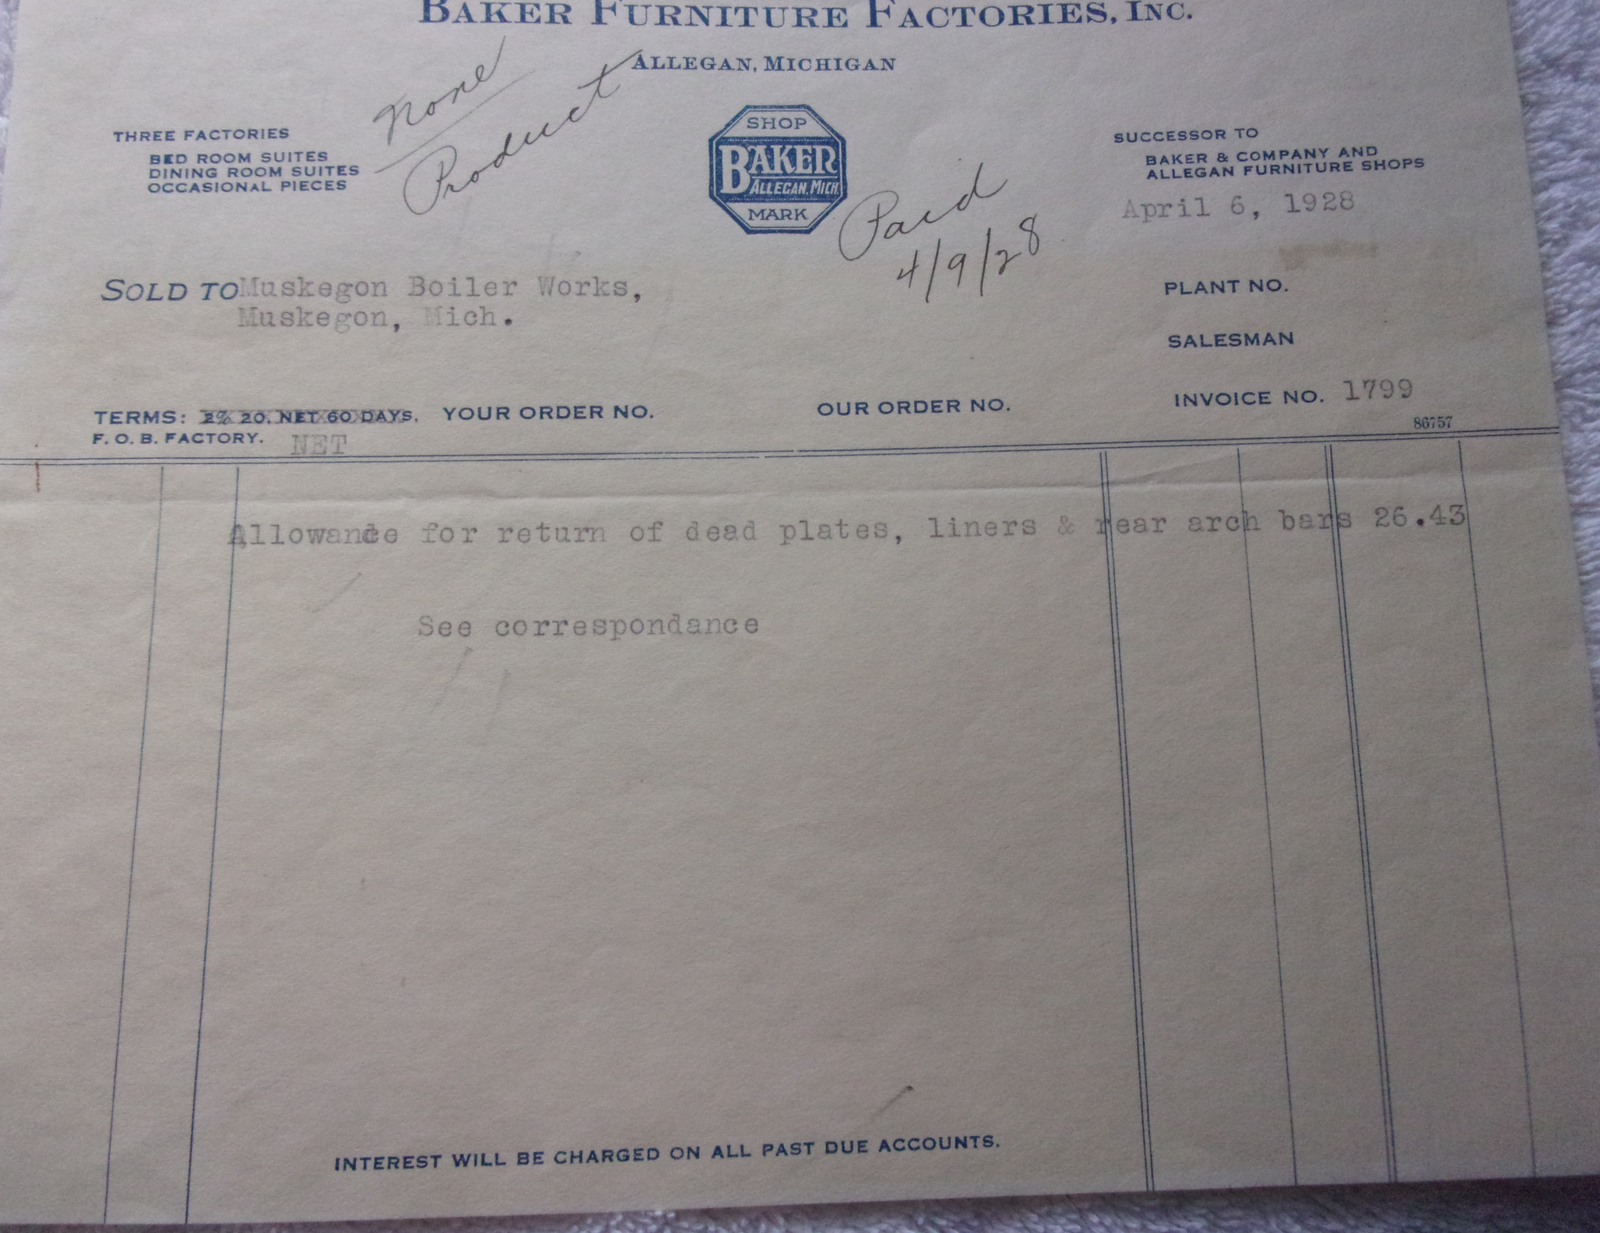 BAKER FURNITURE FACTORIES, INC.
ALLEGAN, MICHIGAN
None
Product
THREE FACTORIES
BED ROOM SUITES
DINING ROOM SUITES
OCCASIONAL PIECES
SHOP
BAKER
ALLEGAN, MICH.
MARK
Paid
4/9/28
SUCCESSOR TO
BAKER & COMPANY AND
ALLEGAN FURNITURE SHOPS
April 6, 1928
SOLD TO Muskegon Boiler Works,
Muskegon, Mich.
PLANT NO.
SALESMAN
TERMS: 2% 20, NET 60 DAYS. YOUR ORDER NO. OUR ORDER NO. INVOICE NO. 1799
F. O. B. FACTORY. NET
86757
Allowance for return of dead plates, liners & rear arch bars 26.43
See correspondance
INTEREST WILL BE CHARGED ON ALL PAST DUE ACCOUNTS.